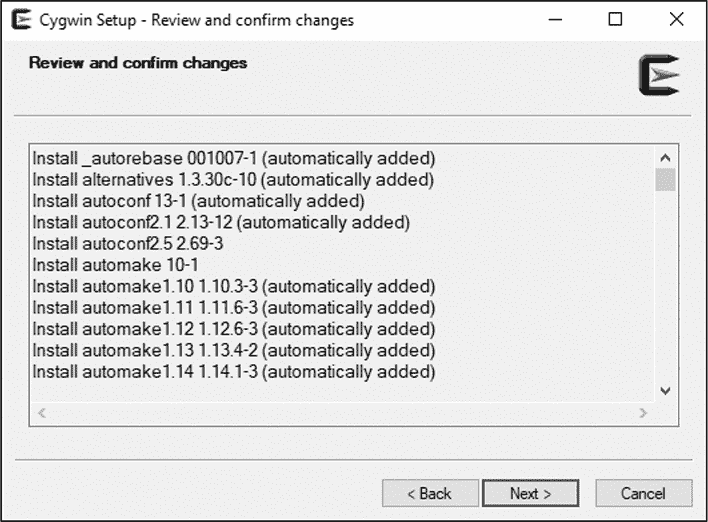 Cygwin Setup - Review and confirm changes
Review and confirm changes
Install _autorebase 001007-1 (automatically added)
Install alternatives 1.3.30c-10 (automatically added)
Install autoconf 13-1 (automatically added)
Install autoconf2.1 2.13-12 (automatically added)
Install autoconf2.5 2.69-3
Install automake 10-1
Install automake1.10 1.10.3-3 (automatically added)
Install automake1.11 1.11.6-3 (automatically added)
Install automake1.12 1.12.6-3 (automatically added)
Install automake1.13 1.13.4-2 (automatically added)
Install automake1.14 1.14.1-3 (automatically added)
< Back Next > Cancel